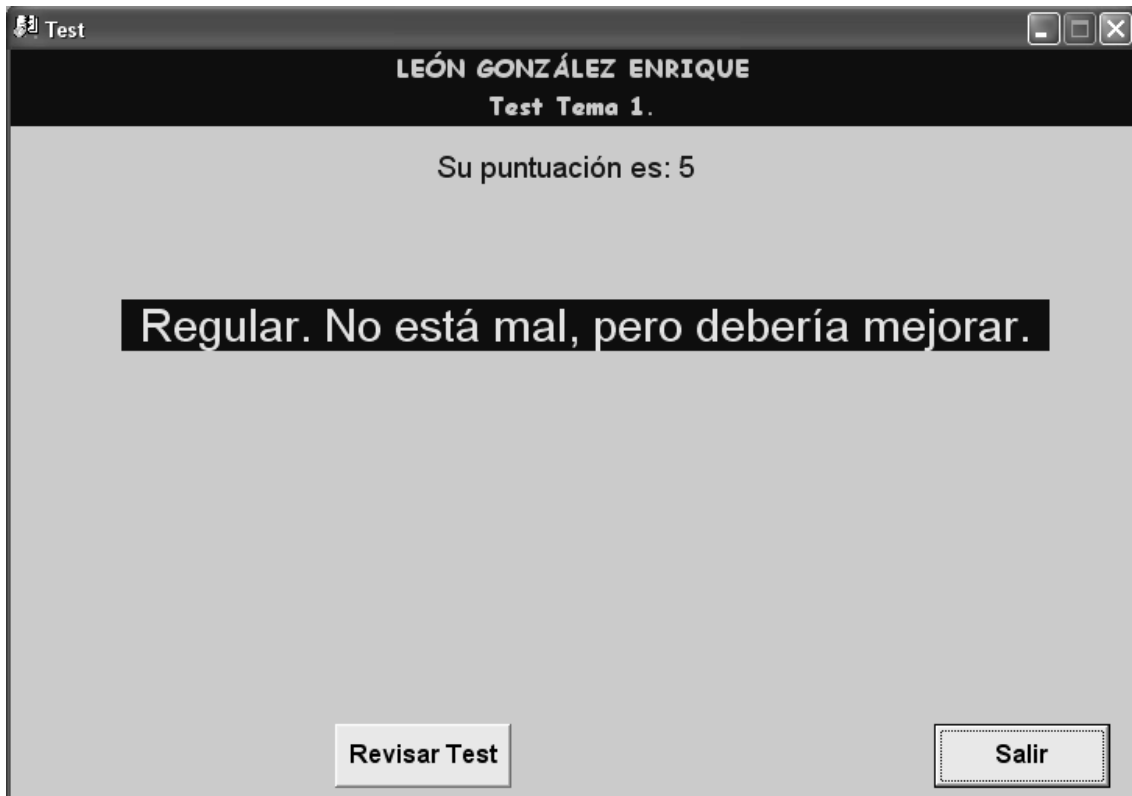 Test
LEÓN GONZÁLEZ ENRIQUE
Test Tema 1.
Su puntuación es: 5
Regular. No está mal, pero debería mejorar.
Revisar Test
Salir